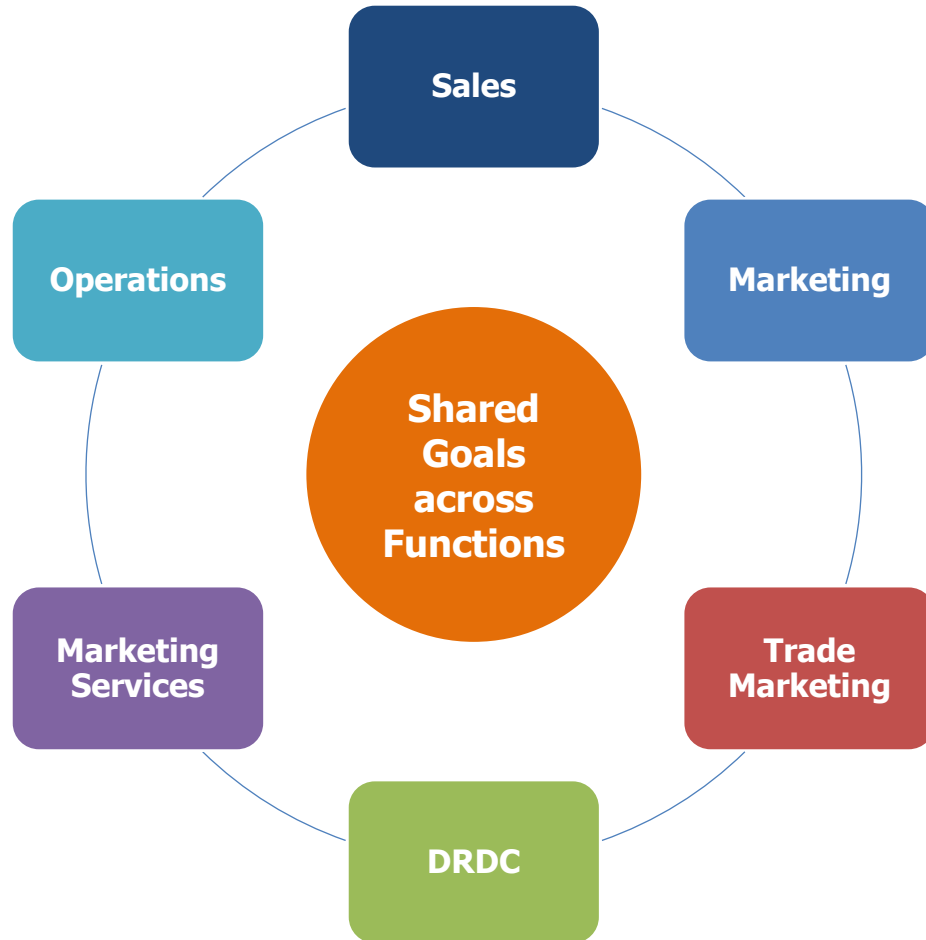 Sales
Operations
Marketing
Shared
Goals
across
Functions
Marketing
Services
Trade
Marketing
DRDC